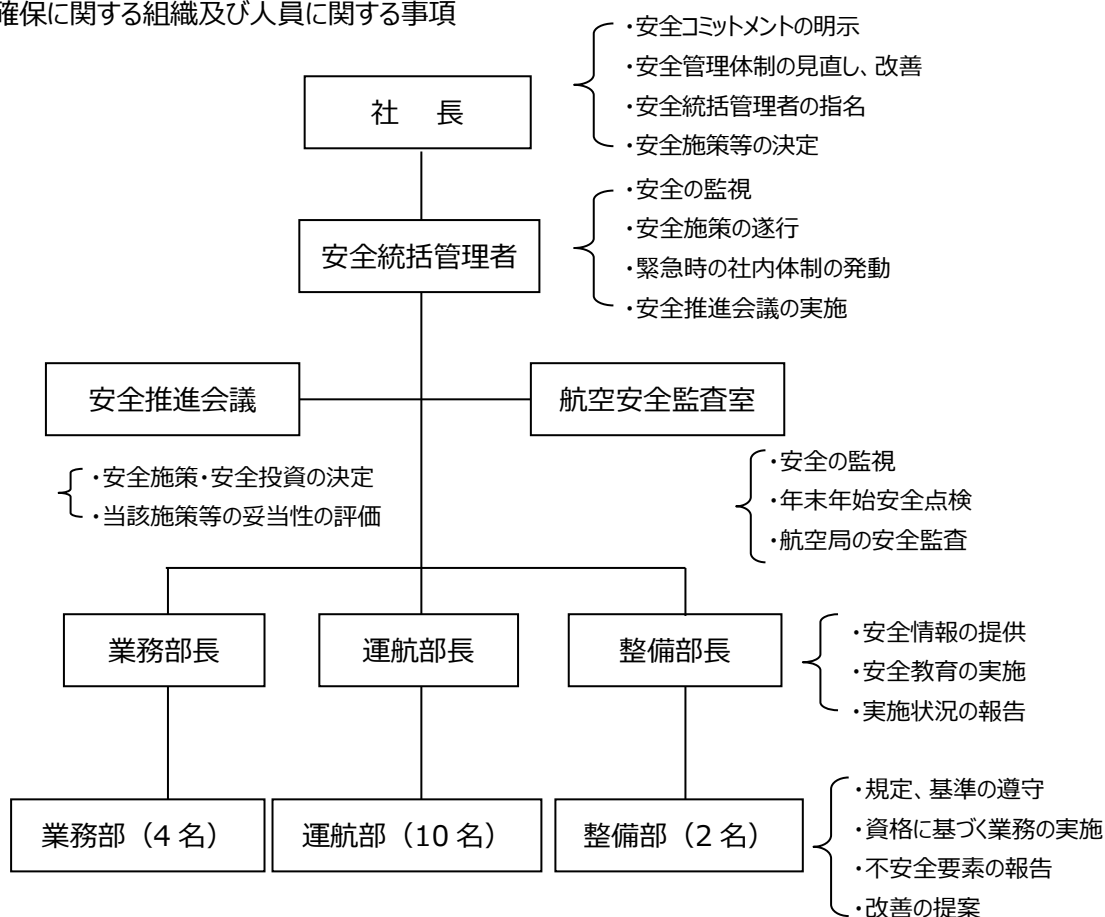 確保に関する組織及び人員に関する事項
社　長
・安全コミットメントの明示
・安全管理体制の見直し、改善
・安全統括管理者の指名
・安全施策等の決定
安全統括管理者
・安全の監視
・安全施策の遂行
・緊急時の社内体制の発動
・安全推進会議の実施
安全推進会議
航空安全監査室
・安全施策・安全投資の決定
・当該施策等の妥当性の評価
・安全の監視
・年末年始安全点検
・航空局の安全監査
業務部長
運航部長
整備部長
・安全情報の提供
・安全教育の実施
・実施状況の報告
業務部（4 名）
運航部（10 名）
整備部（2 名）
・規定、基準の遵守
・資格に基づく業務の実施
・不安全要素の報告
・改善の提案